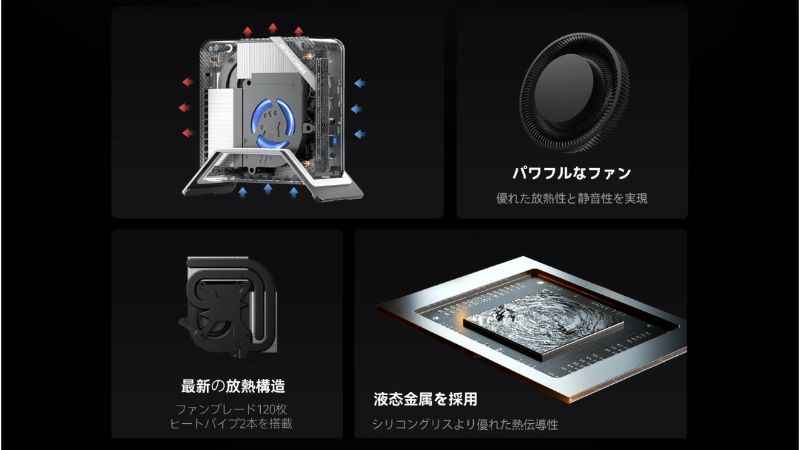 パワフルなファン
優れた放熱性と静音性を実現
最新の放熱構造
ファンブレード120枚
ヒートパイプ2本を搭載
液态金属を採用
シリコングリスより優れた熱伝導性